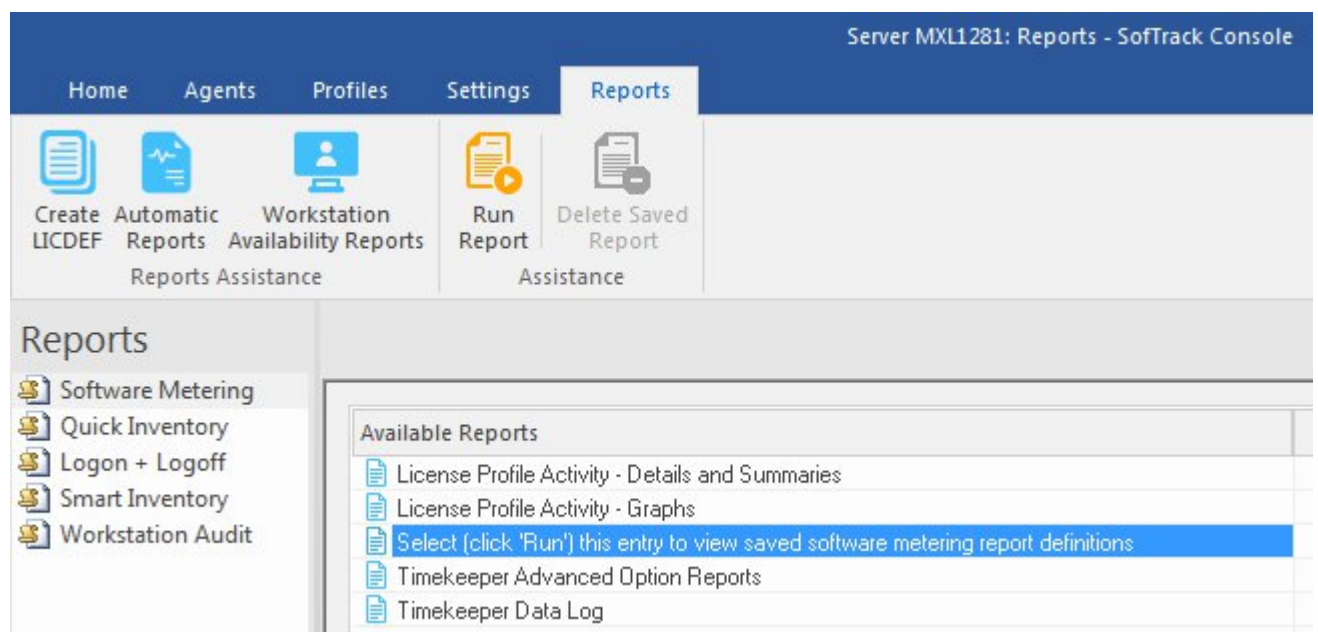 Server MXL1281: Reports - SofTrack Console
Home Agents Profiles Settings Reports
Create LICDEF
Automatic Reports
Workstation Availability Reports
Run Report
Delete Saved Report
Reports Assistance
Assistance
Reports
Software Metering
Quick Inventory
Logon + Logoff
Smart Inventory
Workstation Audit
Available Reports
License Profile Activity - Details and Summaries
License Profile Activity - Graphs
Select (click 'Run') this entry to view saved software metering report definitions
Timekeeper Advanced Option Reports
Timekeeper Data Log